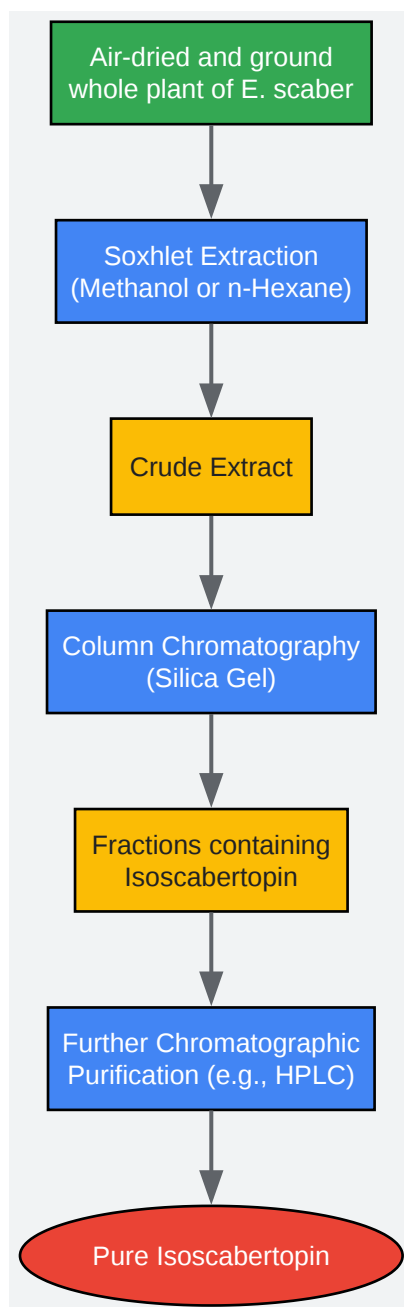 Air-dried and ground
whole plant of E. scaber
Soxhlet Extraction
(Methanol or n-Hexane)
Crude Extract
Column Chromatography
(Silica Gel)
Fractions containing
Isoscabertopin
Further Chromatographic
Purification (e.g., HPLC)
Pure Isoscabertopin